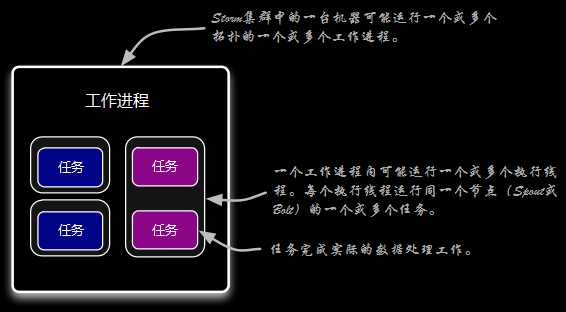 Storm集群中的一台机器可能运行一个或多个
拓扑的一个或多个工作进程。
工作进程
任务
任务
任务
任务
一个工作进程内可能运行一个或多个执行线
程。每个执行线程运行同一个节点（Spout或
Bolt）的一个或多个任务。
任务完成实际的数据处理工作。